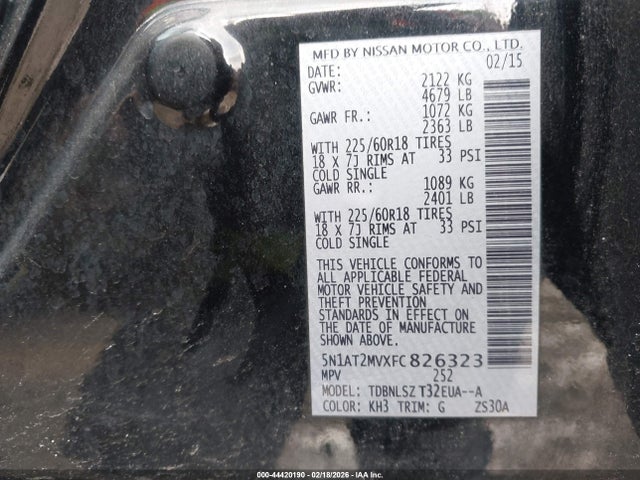 MFD BY NISSAN MOTOR CO., LTD.
DATE: 02/15
GVWR: 2122 KG
4679 LB
GAWR FR.: 1072 KG
2363 LB
WITH 225/60R18 TIRES
18 X 7J RIMS AT 33 PSI
COLD SINGLE
GAWR RR.: 1089 KG
2401 LB
WITH 225/60R18 TIRES
18 X 7J RIMS AT 33 PSI
COLD SINGLE
THIS VEHICLE CONFORMS TO
ALL APPLICABLE FEDERAL
MOTOR VEHICLE SAFETY AND
THEFT PREVENTION
STANDARDS IN EFFECT ON
THE DATE OF MANUFACTURE
SHOWN ABOVE.
5N1AT2MVXFC826323
MPV 252
MODEL: TDBNLSZ T32EUA--A
COLOR: KH3 TRIM: G ZS30A
000-44420190 - 02/18/2026 - IAA Inc.